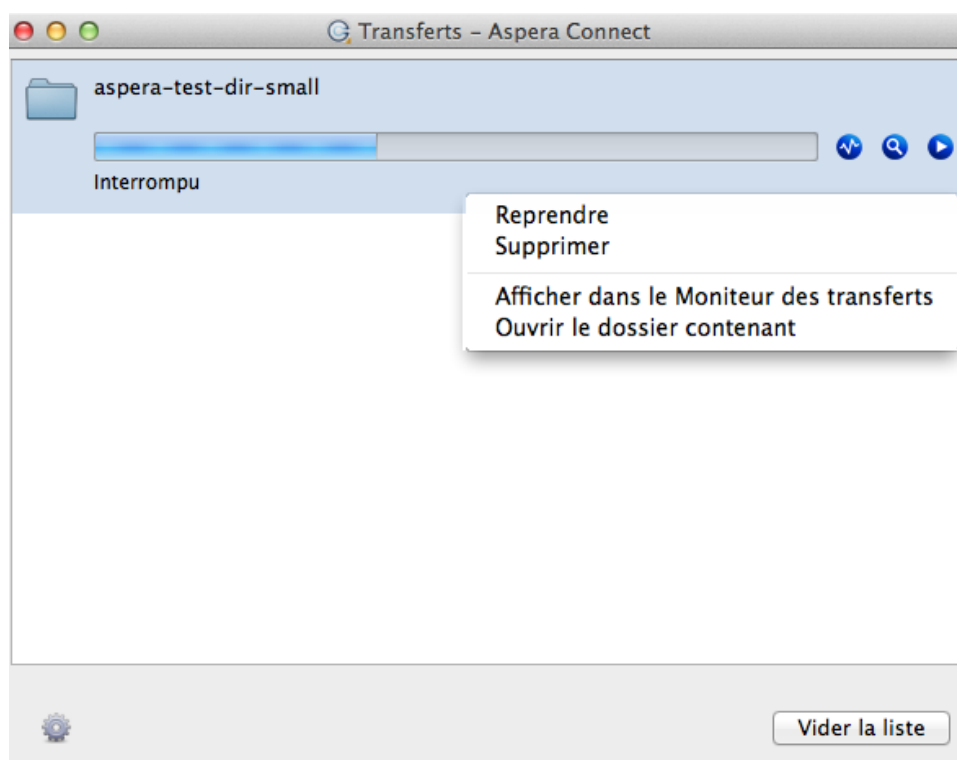 Transferts – Aspera Connect
aspera-test-dir-small
Interrompu
Reprendre
Supprimer
Afficher dans le Moniteur des transferts
Ouvrir le dossier contenant
Vider la liste